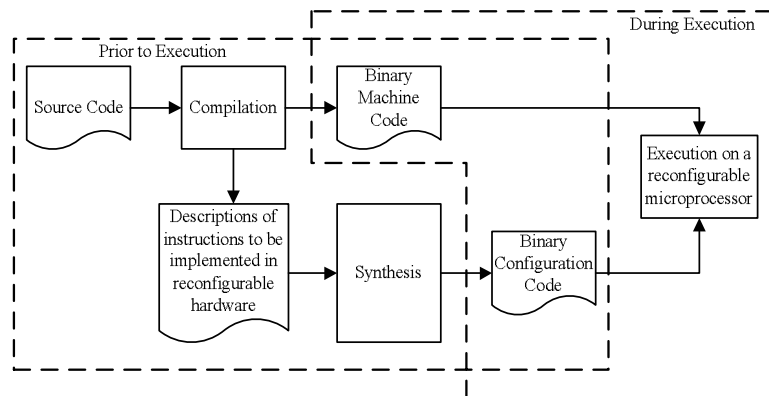 During Execution
Prior to Execution
Source Code
Compilation
Binary
Machine
Code
Execution on a
reconfigurable
microprocessor
Descriptions of
instructions to be
implemented in
reconfigurable
hardware
Synthesis
Binary
Configuration
Code